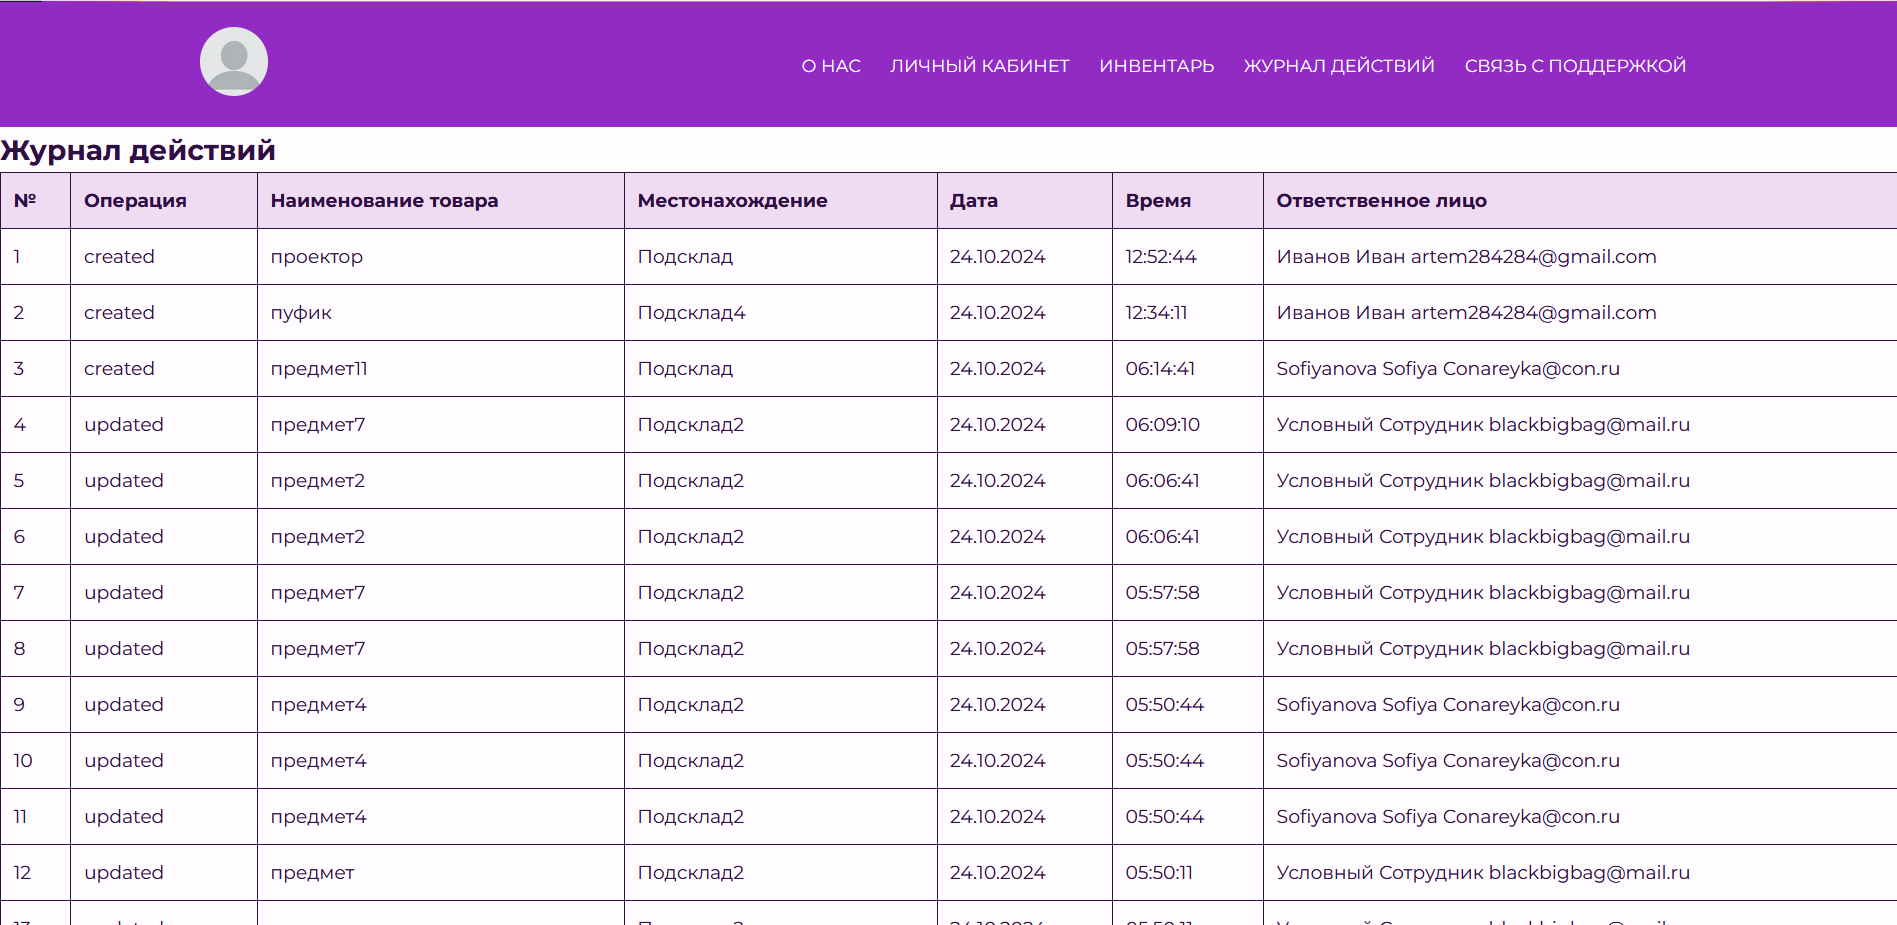 О НАС ЛИЧНЫЙ КАБИНЕТ ИНВЕНТАРЬ ЖУРНАЛ ДЕЙСТВИЙ СВЯЗЬ С ПОДДЕРЖКОЙ
Журнал действий
№ Операция Наименование товара Местонахождение Дата Время Ответственное лицо
1 created проектор Подсклад 24.10.2024 12:52:44 Иванов Иван artem284284@gmail.com
2 created пуфик Подсклад4 24.10.2024 12:34:11 Иванов Иван artem284284@gmail.com
3 created предмет11 Подсклад 24.10.2024 06:14:41 Sofiyanova Sofiya Conareyka@con.ru
4 updated предмет7 Подсклад2 24.10.2024 06:09:10 Условный Сотрудник blackbigbag@mail.ru
5 updated предмет2 Подсклад2 24.10.2024 06:06:41 Условный Сотрудник blackbigbag@mail.ru
6 updated предмет2 Подсклад2 24.10.2024 06:06:41 Условный Сотрудник blackbigbag@mail.ru
7 updated предмет7 Подсклад2 24.10.2024 05:57:58 Условный Сотрудник blackbigbag@mail.ru
8 updated предмет7 Подсклад2 24.10.2024 05:57:58 Условный Сотрудник blackbigbag@mail.ru
9 updated предмет4 Подсклад2 24.10.2024 05:50:44 Sofiyanova Sofiya Conareyka@con.ru
10 updated предмет4 Подсклад2 24.10.2024 05:50:44 Sofiyanova Sofiya Conareyka@con.ru
11 updated предмет4 Подсклад2 24.10.2024 05:50:44 Sofiyanova Sofiya Conareyka@con.ru
12 updated предмет Подсклад2 24.10.2024 05:50:11 Условный Сотрудник blackbigbag@mail.ru